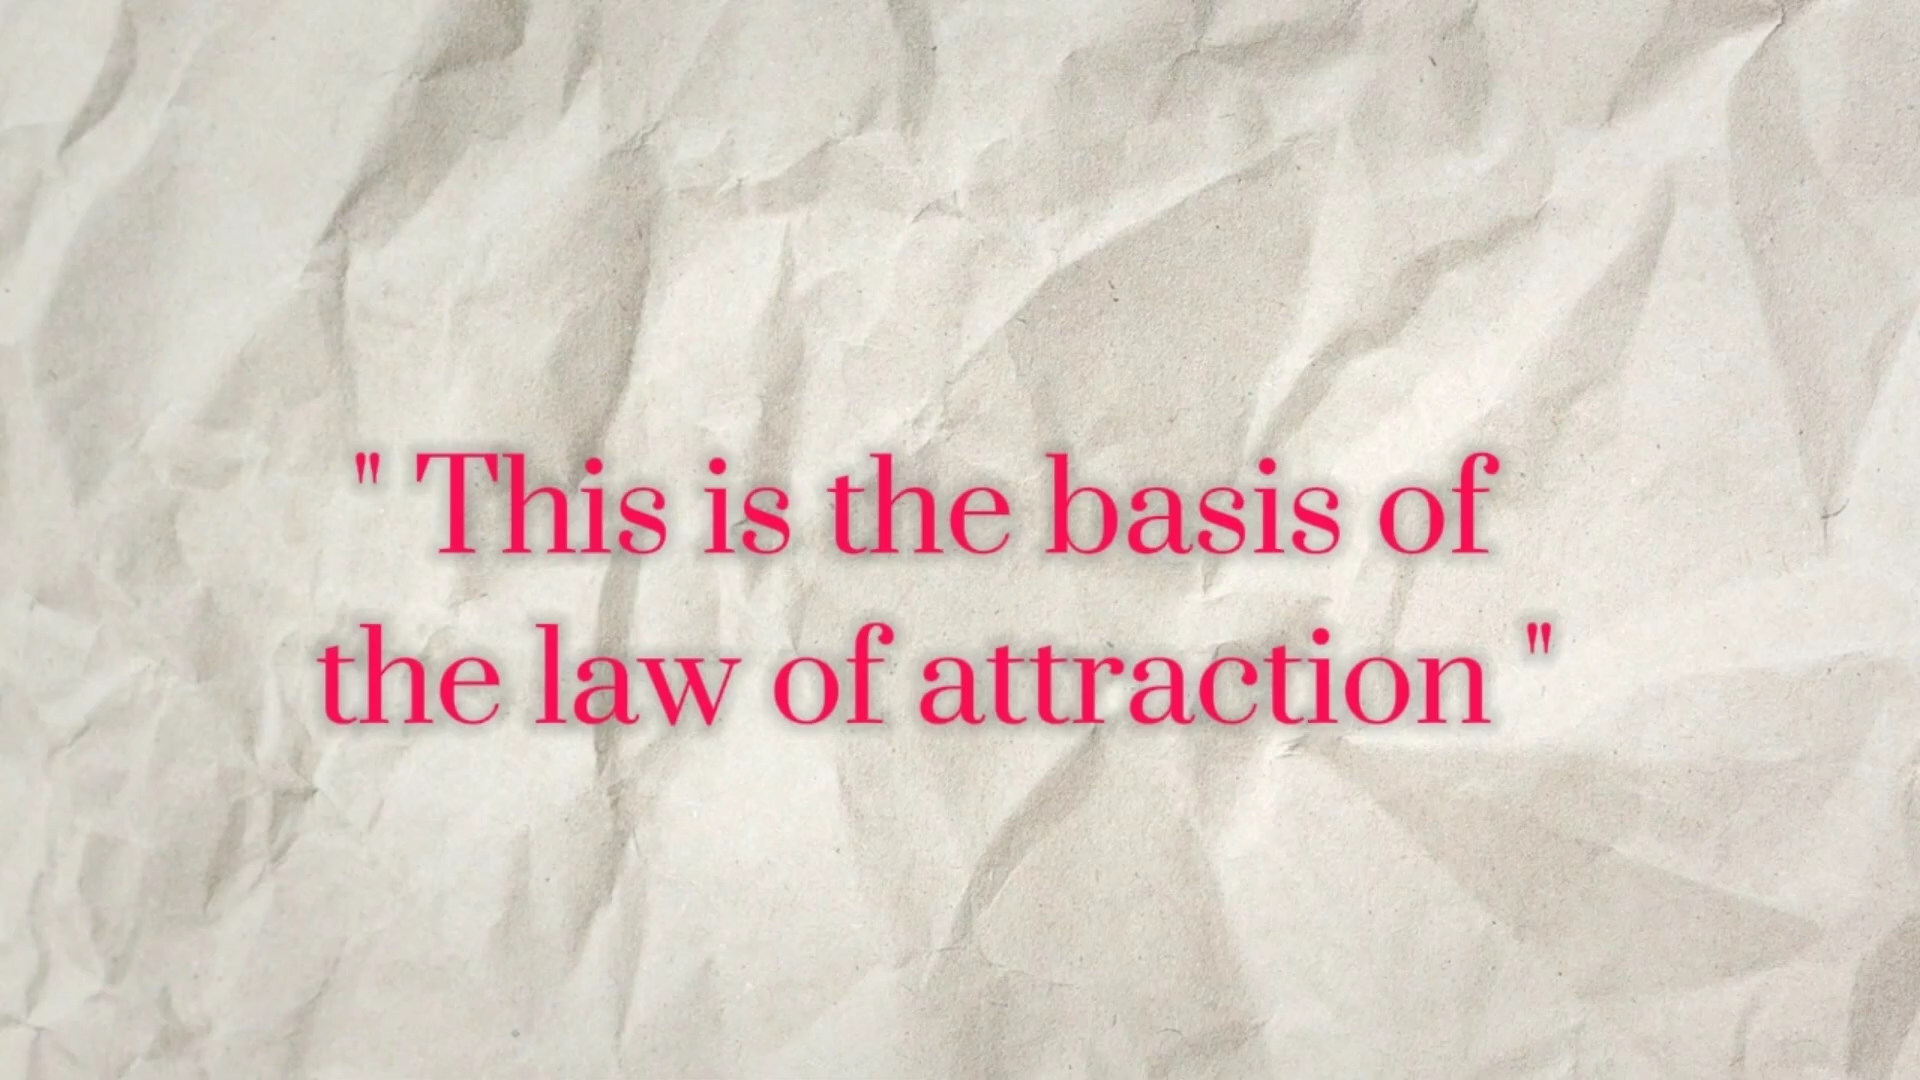 " This is the basis of
the law of attraction "